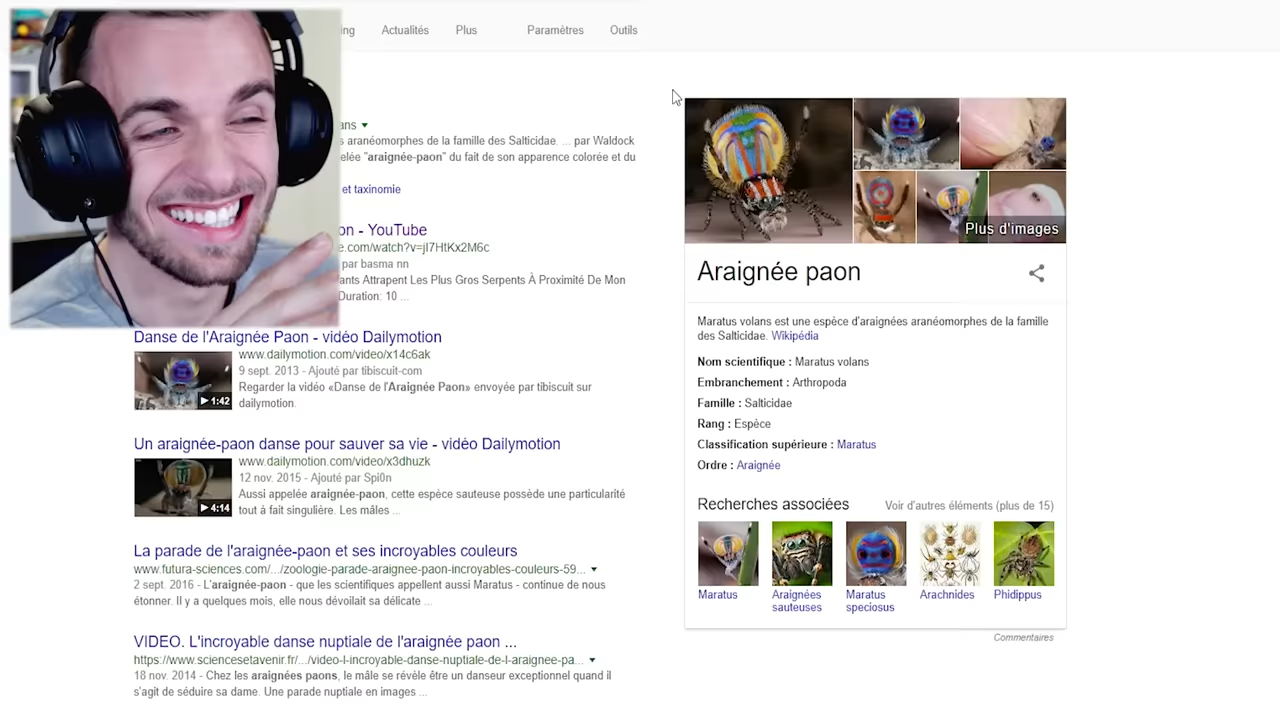 ing Actualités Plus Paramètres Outils
ans
s aranéomorphes de la famille des Salticidae. ... par Waldock
elée "araignée-paon" du fait de son apparence colorée et du
et taxinomie
on - YouTube
e.com/watch?v=jI7HtKx2M6c
par basma nn
ants Attrapent Les Plus Gros Serpents À Proximité De Mon
Duration: 10 ...
Danse de l'Araignée Paon - vidéo Dailymotion
www.dailymotion.com/video/x14c6ak
9 sept. 2013 - Ajouté par tibiscuit-com
Regarder la vidéo «Danse de l'Araignée Paon» envoyée par tibiscuit sur
dailymotion.
1:42
Un araignée-paon danse pour sauver sa vie - vidéo Dailymotion
www.dailymotion.com/video/x3dhuzk
12 nov. 2015 - Ajouté par Spi0n
Aussi appelée araignée-paon, cette espèce sauteuse possède une particularité
tout à fait singulière. Les mâles ...
4:14
La parade de l'araignée-paon et ses incroyables couleurs
www.futura-sciences.com/.../zoologie-parade-araignee-paon-incroyables-couleurs-59...
2 sept. 2016 - L'araignée-paon - que les scientifiques appellent aussi Maratus - continue de nous
étonner. Il y a quelques mois, elle nous dévoilait sa délicate ...
VIDEO. L'incroyable danse nuptiale de l'araignée paon ...
https://www.sciencesetavenir.fr/.../video-l-incroyable-danse-nuptiale-de-l-araignee-pa...
18 nov. 2014 - Chez les araignées paons, le mâle se révèle être un danseur exceptionnel quand il
s'agit de séduire sa dame. Une parade nuptiale en images ...
Plus d'images
Araignée paon
Maratus volans est une espèce d'araignées aranéomorphes de la famille
des Salticidae. Wikipédia
Nom scientifique : Maratus volans
Embranchement : Arthropoda
Famille : Salticidae
Rang : Espèce
Classification supérieure : Maratus
Ordre : Araignée
Recherches associées Voir d'autres éléments (plus de 15)
Maratus
Araignées
sauteuses
Maratus
speciosus
Arachnides
Phidippus
Commentaires